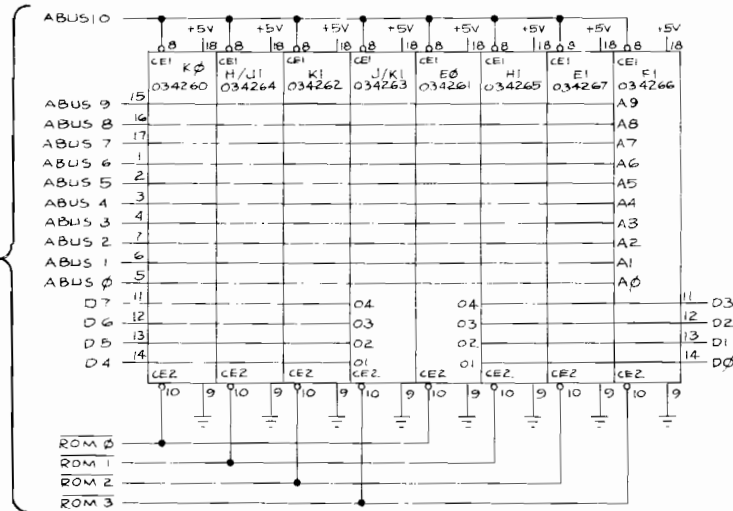 ABUS10
+5V +5V +5V +5V +5V +5V +5V +5V
8 18 8 18 8 18 8 18 8 18 8 18 8 18 8 18
CE1 CE1 CE1 CE1 CE1 CE1 CE1 CE1
KØ H/J1 K1 J/K1 EØ H1 E1 F1
034260 034264 034262 034263 034261 034265 034267 034266
ABUS 9 15 A9
ABUS 8 16 A8
ABUS 7 17 A7
ABUS 6 1 A6
ABUS 5 2 A5
ABUS 4 3 A4
ABUS 3 4 A3
ABUS 2 7 A2
ABUS 1 6 A1
ABUS Ø 5 AØ
D7 11 O4 O4 11 D3
D6 12 O3 O3 12 D2
D5 13 O2 O2 13 D1
D4 14 O1 O1 14 DØ
CE2 CE2 CE2 CE2 CE2 CE2 CE2 CE2
10 9 10 9 10 9 10 9 10 9 10 9 10 9 10 9
ROM Ø
ROM 1
ROM 2
ROM 3